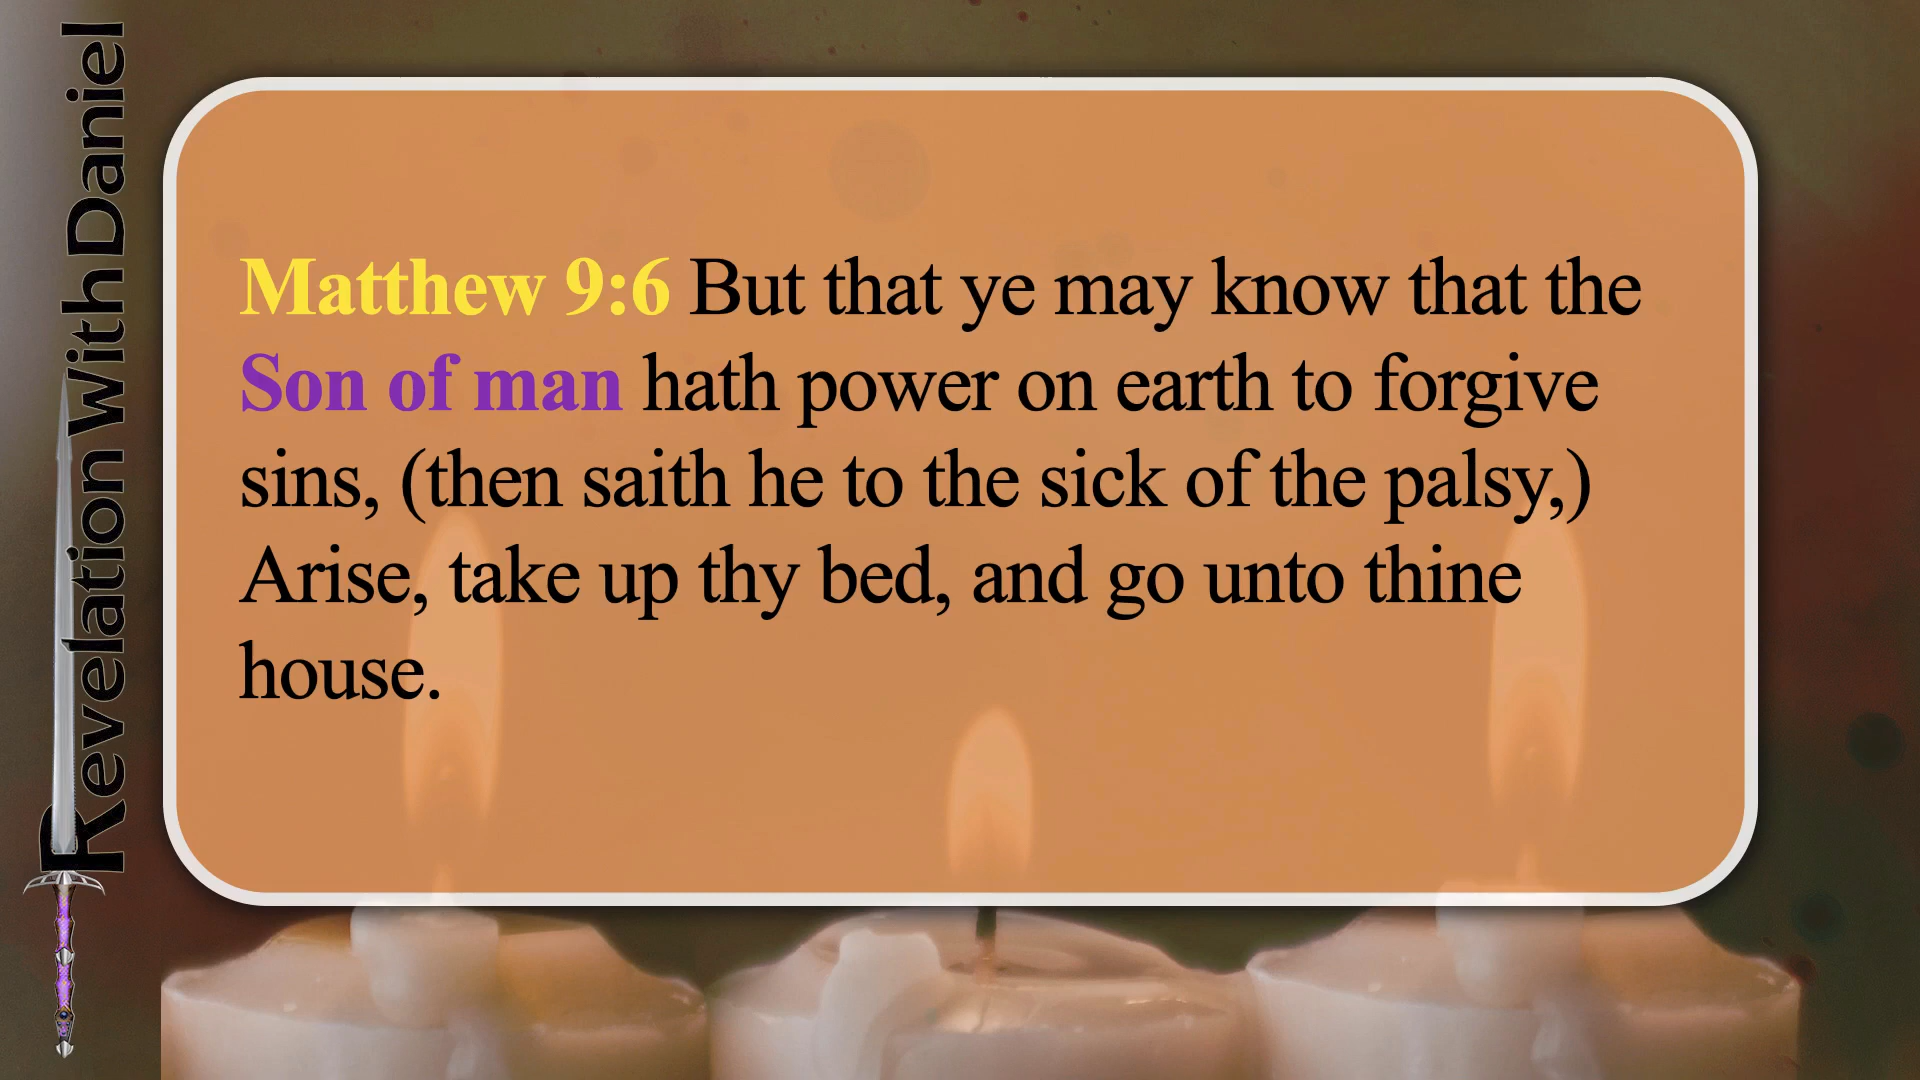 Revelation With Daniel
Matthew 9:6 But that ye may know that the
Son of man hath power on earth to forgive
sins, (then saith he to the sick of the palsy,)
Arise, take up thy bed, and go unto thine
house.